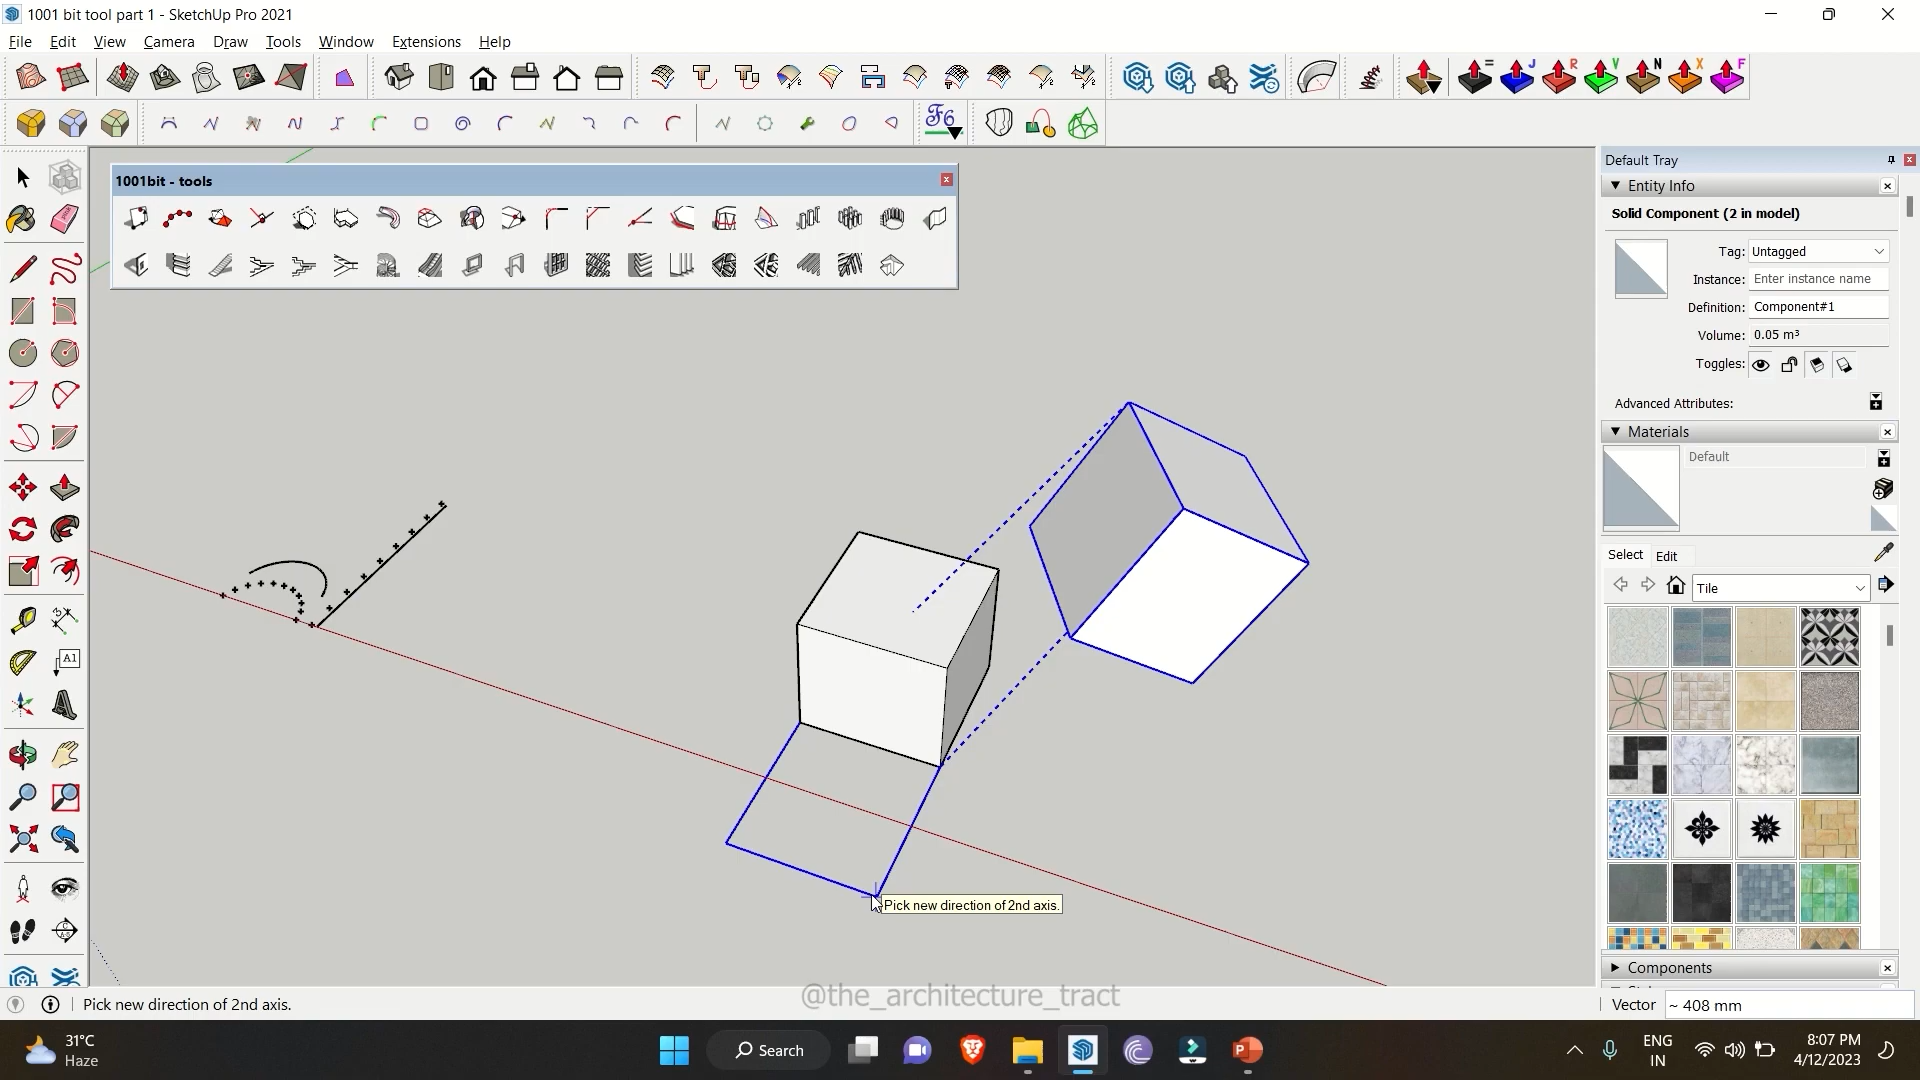 1001 bit tool part 1 - SketchUp Pro 2021
File Edit View Camera Draw Tools Window Extensions Help
= J R V N X F
F6
1001bit - tools
Default Tray
Entity Info
Solid Component (2 in model)
Tag: Untagged
Instance: Enter instance name
Definition: Component#1
Volume: 0.05 m³
Toggles:
Advanced Attributes:
Materials
Default
Select Edit
Tile
A1
Pick new direction of 2nd axis.
Components
Pick new direction of 2nd axis.
@the_architecture_tract
Vector ~ 408 mm
31°C
Haze
Search
ENG
IN
8:07 PM
4/12/2023